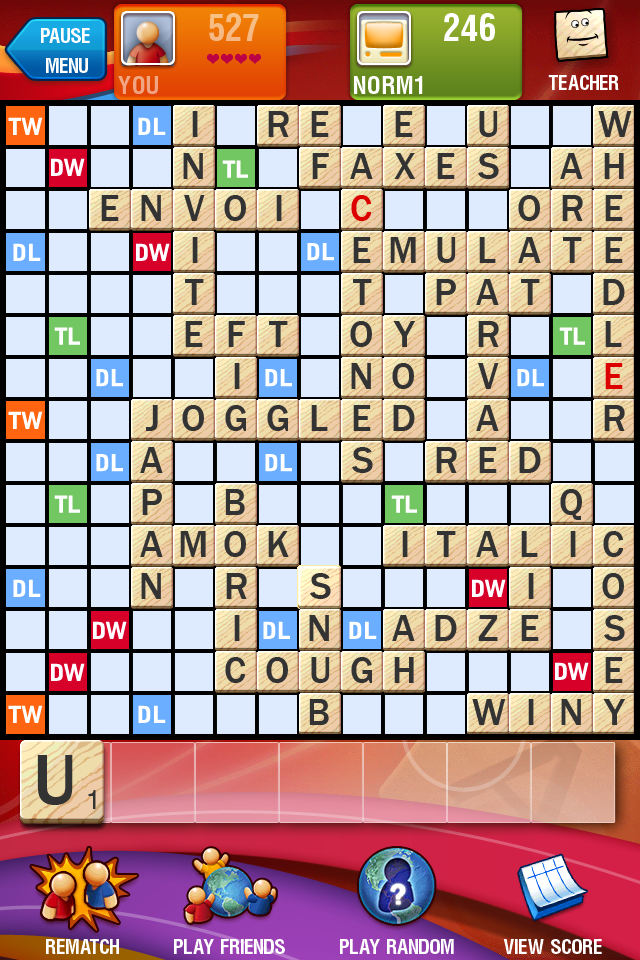 PAUSE MENU
527
YOU
246
NORM1
TEACHER
TW DL I R E E U W
DW N TL F A X E S A H
E N V O I C O R E
DL DW I DL E M U L A T E
T T P A T D
TL E F T O Y R TL L
DL I DL N O V DL E
TW J O G G L E D A R
DL A DL S R E D
TL P B TL Q
A M O K I T A L I C
DL N R S DW I O
DW I DL N DL A D Z E S
DW C O U G H DW E
TW DL B W I N Y
U 1
?
REMATCH PLAY FRIENDS PLAY RANDOM VIEW SCORE